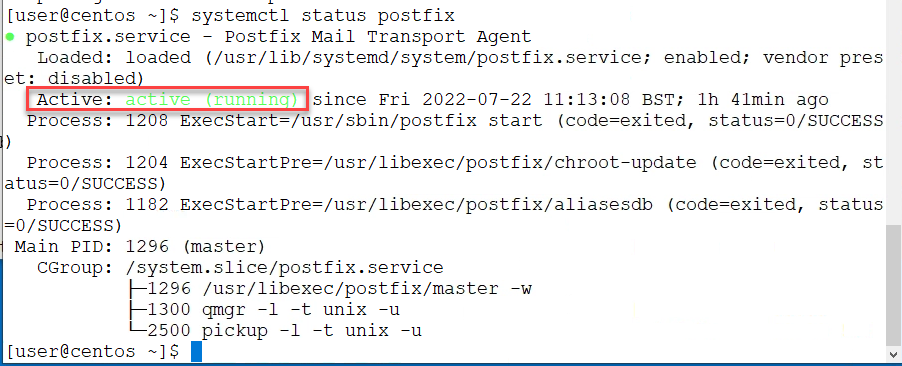 [user@centos ~]$ systemctl status postfix
● postfix.service - Postfix Mail Transport Agent
   Loaded: loaded (/usr/lib/systemd/system/postfix.service; enabled; vendor pres
et: disabled)
   Active: active (running) since Fri 2022-07-22 11:13:08 BST; 1h 41min ago
  Process: 1208 ExecStart=/usr/sbin/postfix start (code=exited, status=0/SUCCESS
)
  Process: 1204 ExecStartPre=/usr/libexec/postfix/chroot-update (code=exited, st
atus=0/SUCCESS)
  Process: 1182 ExecStartPre=/usr/libexec/postfix/aliasesdb (code=exited, status
=0/SUCCESS)
 Main PID: 1296 (master)
   CGroup: /system.slice/postfix.service
           ├─1296 /usr/libexec/postfix/master -w
           ├─1300 qmgr -l -t unix -u
           └─2500 pickup -l -t unix -u
[user@centos ~]$